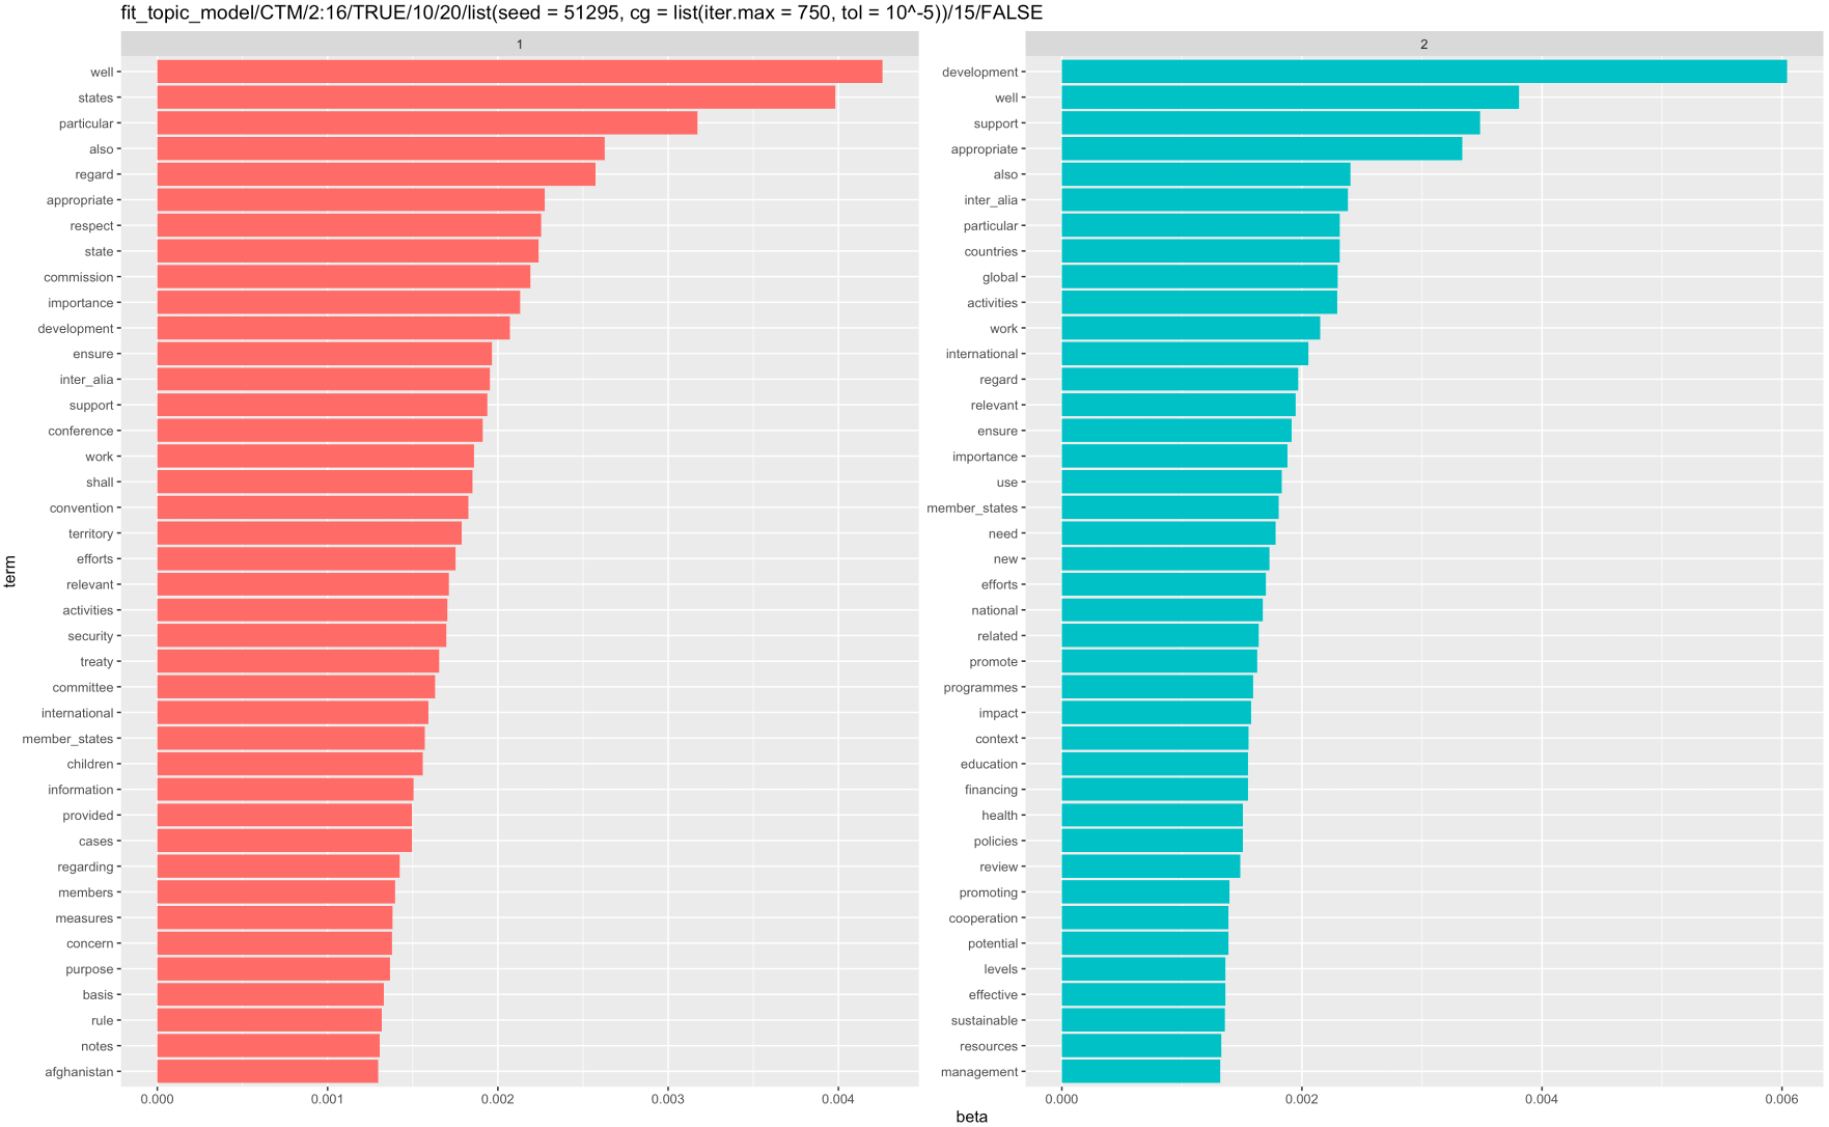 fit_topic_model/CTM/2:16/TRUE/10/20/list(seed = 51295, cg = list(iter.max = 750, tol = 10^-5))/15/FALSE
1
well
states
particular
also
regard
appropriate
respect
state
commission
importance
development
ensure
inter_alia
support
conference
work
shall
convention
territory
efforts
relevant
activities
security
treaty
committee
international
member_states
children
information
provided
cases
regarding
members
measures
concern
purpose
basis
rule
notes
afghanistan
0.000 0.001 0.002 0.003 0.004
2
development
well
support
appropriate
also
inter_alia
particular
countries
global
activities
work
international
regard
relevant
ensure
importance
use
member_states
need
new
efforts
national
related
promote
programmes
impact
context
education
financing
health
policies
review
promoting
cooperation
potential
levels
effective
sustainable
resources
management
0.000 0.002 0.004 0.006
term
beta